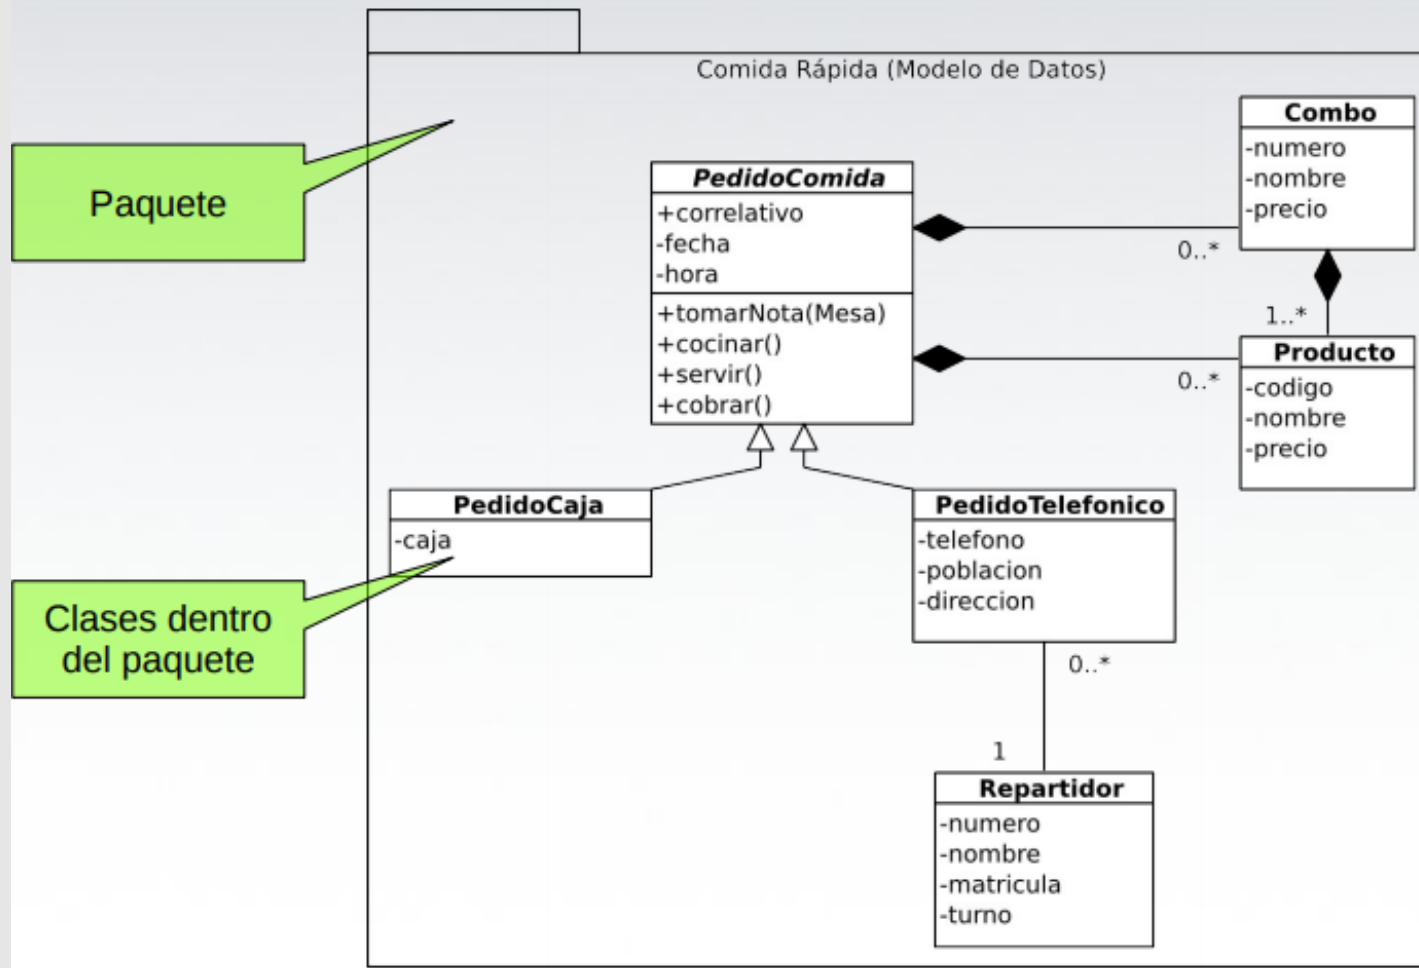 Comida Rápida (Modelo de Datos)
Paquete
Combo
-numero
-nombre
-precio
PedidoComida
+correlativo
-fecha
-hora
+tomarNota(Mesa)
+cocinar()
+servir()
+cobrar()
0..*
1..*
0..*
Producto
-codigo
-nombre
-precio
PedidoCaja
-caja
PedidoTelefonico
-telefono
-poblacion
-direccion
Clases dentro
del paquete
0..*
1
Repartidor
-numero
-nombre
-matricula
-turno